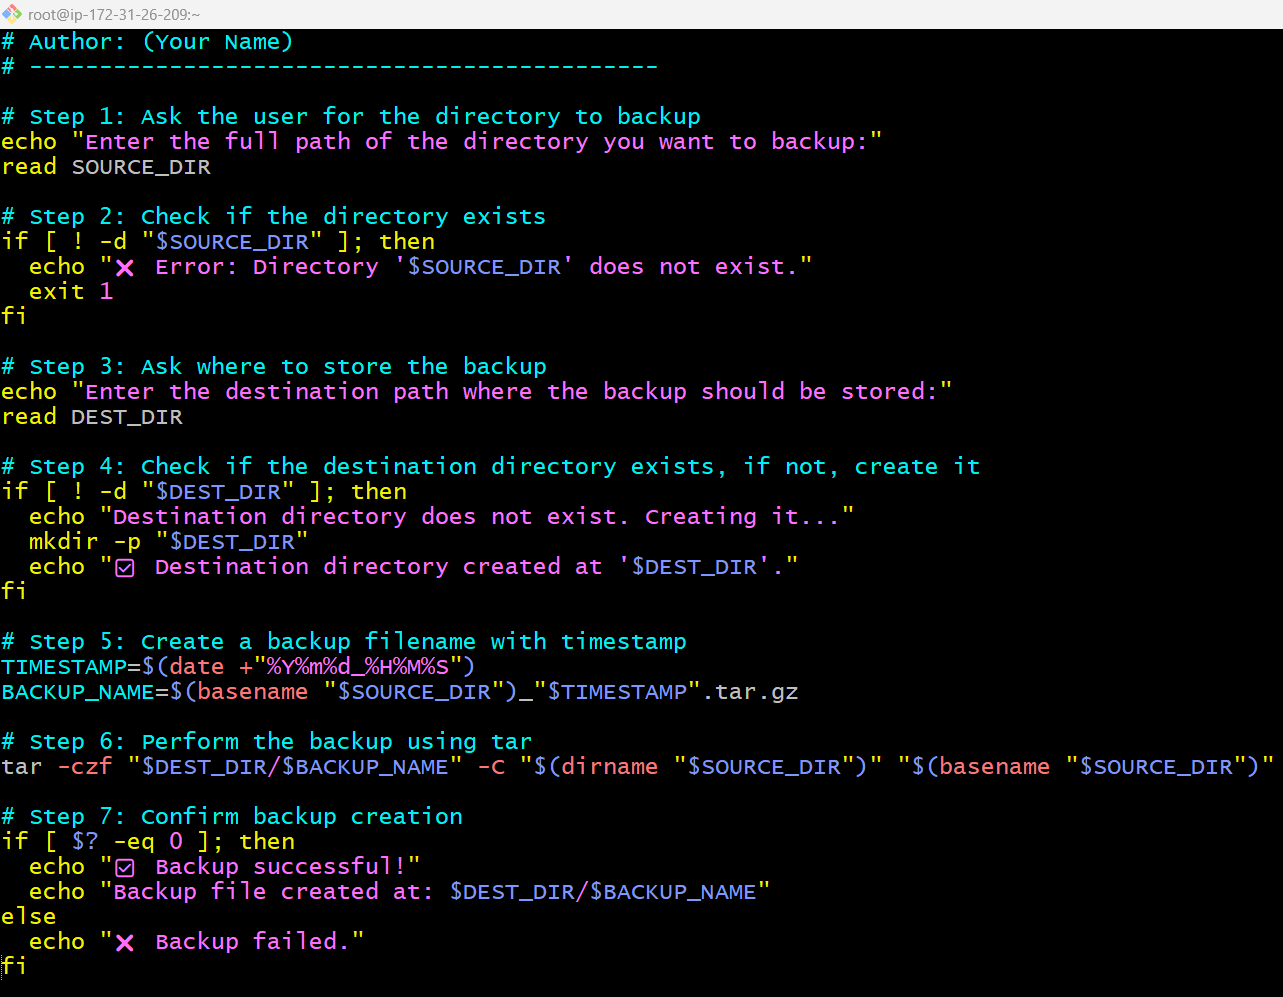 root@ip-172-31-26-209:~
# Author: (Your Name)
# ---------------------------------------------
# Step 1: Ask the user for the directory to backup
echo "Enter the full path of the directory you want to backup:"
read SOURCE_DIR
# Step 2: Check if the directory exists
if [ ! -d "$SOURCE_DIR" ]; then
  echo "❌ Error: Directory '$SOURCE_DIR' does not exist."
  exit 1
fi
# Step 3: Ask where to store the backup
echo "Enter the destination path where the backup should be stored:"
read DEST_DIR
# Step 4: Check if the destination directory exists, if not, create it
if [ ! -d "$DEST_DIR" ]; then
  echo "Destination directory does not exist. Creating it..."
  mkdir -p "$DEST_DIR"
  echo "☑ Destination directory created at '$DEST_DIR'."
fi
# Step 5: Create a backup filename with timestamp
TIMESTAMP=$(date +"%Y%m%d_%H%M%S")
BACKUP_NAME=$(basename "$SOURCE_DIR")_"$TIMESTAMP".tar.gz
# Step 6: Perform the backup using tar
tar -czf "$DEST_DIR/$BACKUP_NAME" -C "$(dirname "$SOURCE_DIR")" "$(basename "$SOURCE_DIR")"
# Step 7: Confirm backup creation
if [ $? -eq 0 ]; then
  echo "☑ Backup successful!"
  echo "Backup file created at: $DEST_DIR/$BACKUP_NAME"
else
  echo "❌ Backup failed."
fi